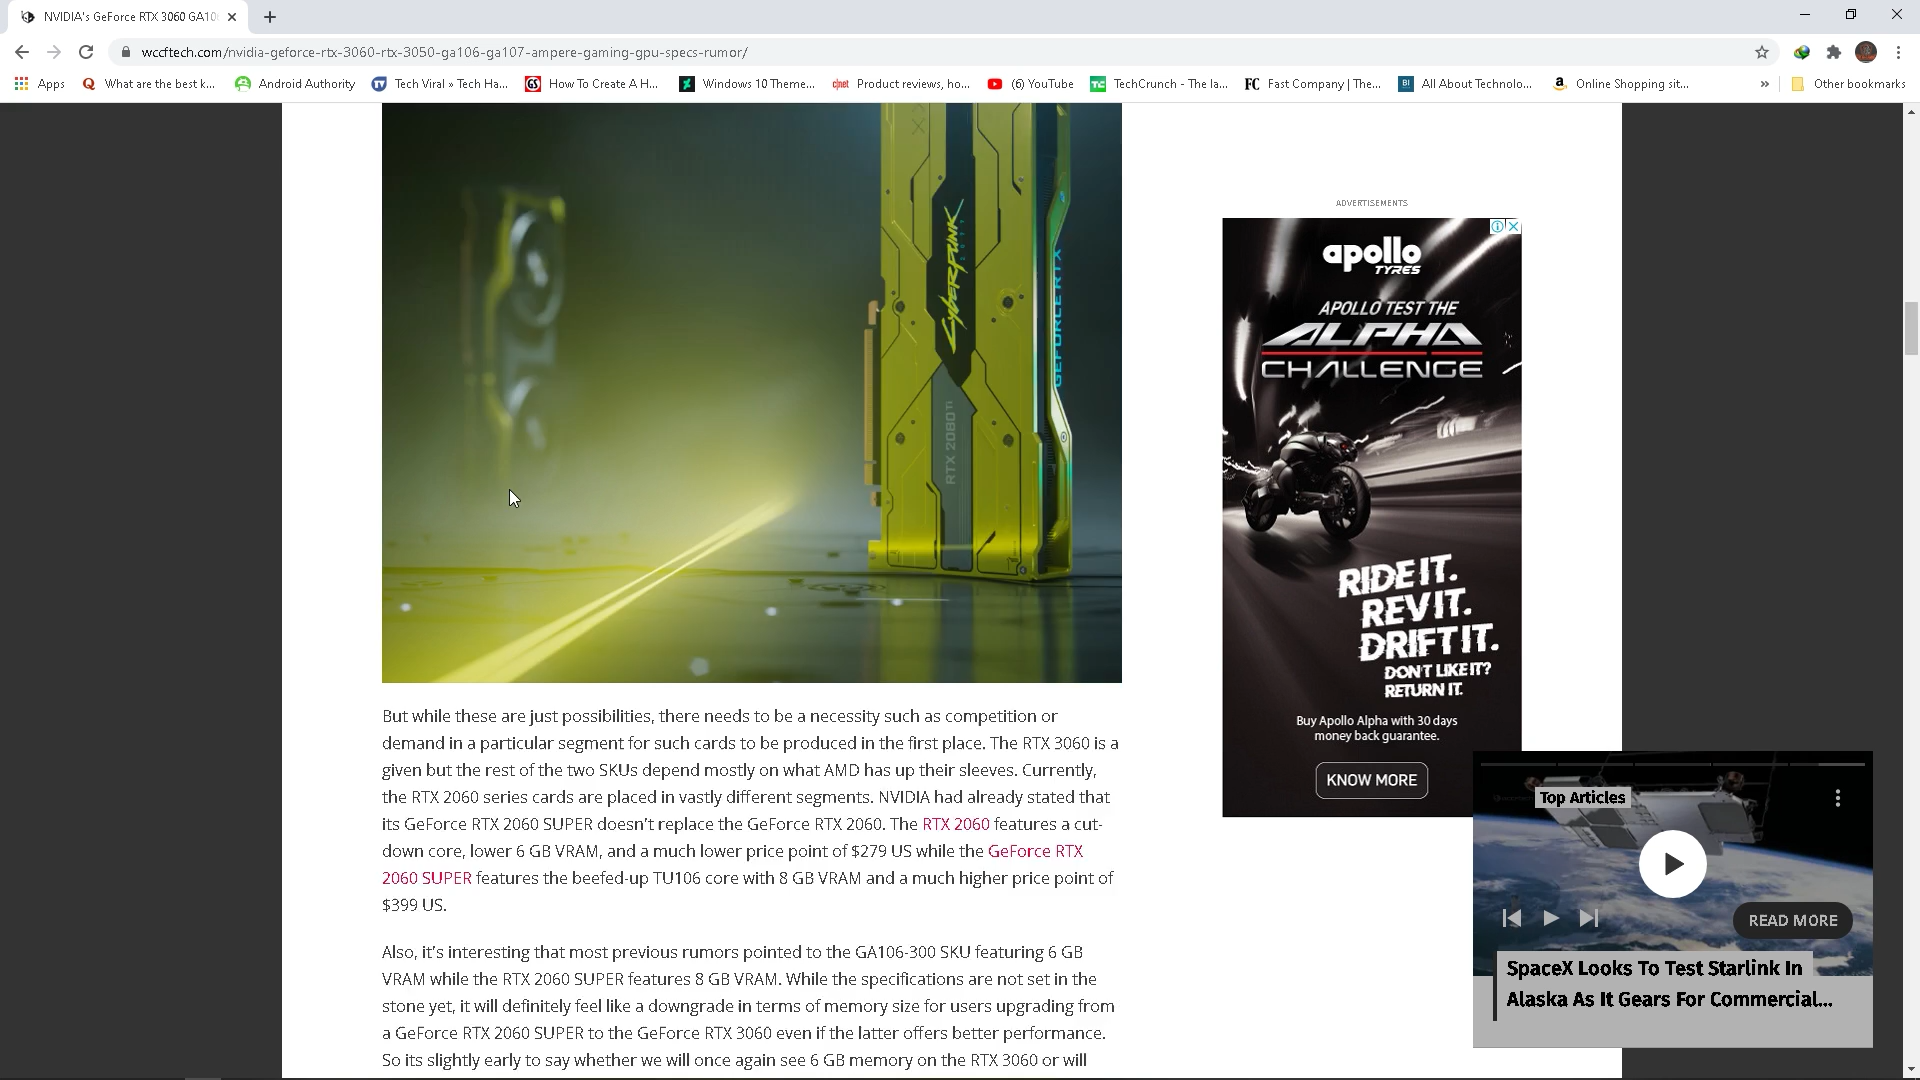 NVIDIA's GeForce RTX 3060 GA10
wccftech.com/nvidia-geforce-rtx-3060-rtx-3050-ga106-ga107-ampere-gaming-gpu-specs-rumor/
Apps What are the best k... Android Authority Tech Viral » Tech Ha... How To Create A H... Windows 10 Theme... Product reviews, ho... (6) YouTube TechCrunch - The la... Fast Company | The... All About Technolo... Online Shopping sit... » Other bookmarks
CYBERPUNK
2077
GEFORCE RTX
RTX 2080 Ti
But while these are just possibilities, there needs to be a necessity such as competition or
demand in a particular segment for such cards to be produced in the first place. The RTX 3060 is a
given but the rest of the two SKUs depend mostly on what AMD has up their sleeves. Currently,
the RTX 2060 series cards are placed in vastly different segments. NVIDIA had already stated that
its GeForce RTX 2060 SUPER doesn't replace the GeForce RTX 2060. The RTX 2060 features a cut-
down core, lower 6 GB VRAM, and a much lower price point of $279 US while the GeForce RTX
2060 SUPER features the beefed-up TU106 core with 8 GB VRAM and a much higher price point of
$399 US.
Also, it's interesting that most previous rumors pointed to the GA106-300 SKU featuring 6 GB
VRAM while the RTX 2060 SUPER features 8 GB VRAM. While the specifications are not set in the
stone yet, it will definitely feel like a downgrade in terms of memory size for users upgrading from
a GeForce RTX 2060 SUPER to the GeForce RTX 3060 even if the latter offers better performance.
So its slightly early to say whether we will once again see 6 GB memory on the RTX 3060 or will
ADVERTISEMENTS
apollo
TYRES
APOLLO TEST THE
ALPHA
CHALLENGE
RIDE IT.
REV IT.
DRIFT IT.
DON'T LIKE IT?
RETURN IT.
Buy Apollo Alpha with 30 days
money back guarantee.
KNOW MORE
Top Articles
READ MORE
SpaceX Looks To Test Starlink In
Alaska As It Gears For Commercial...